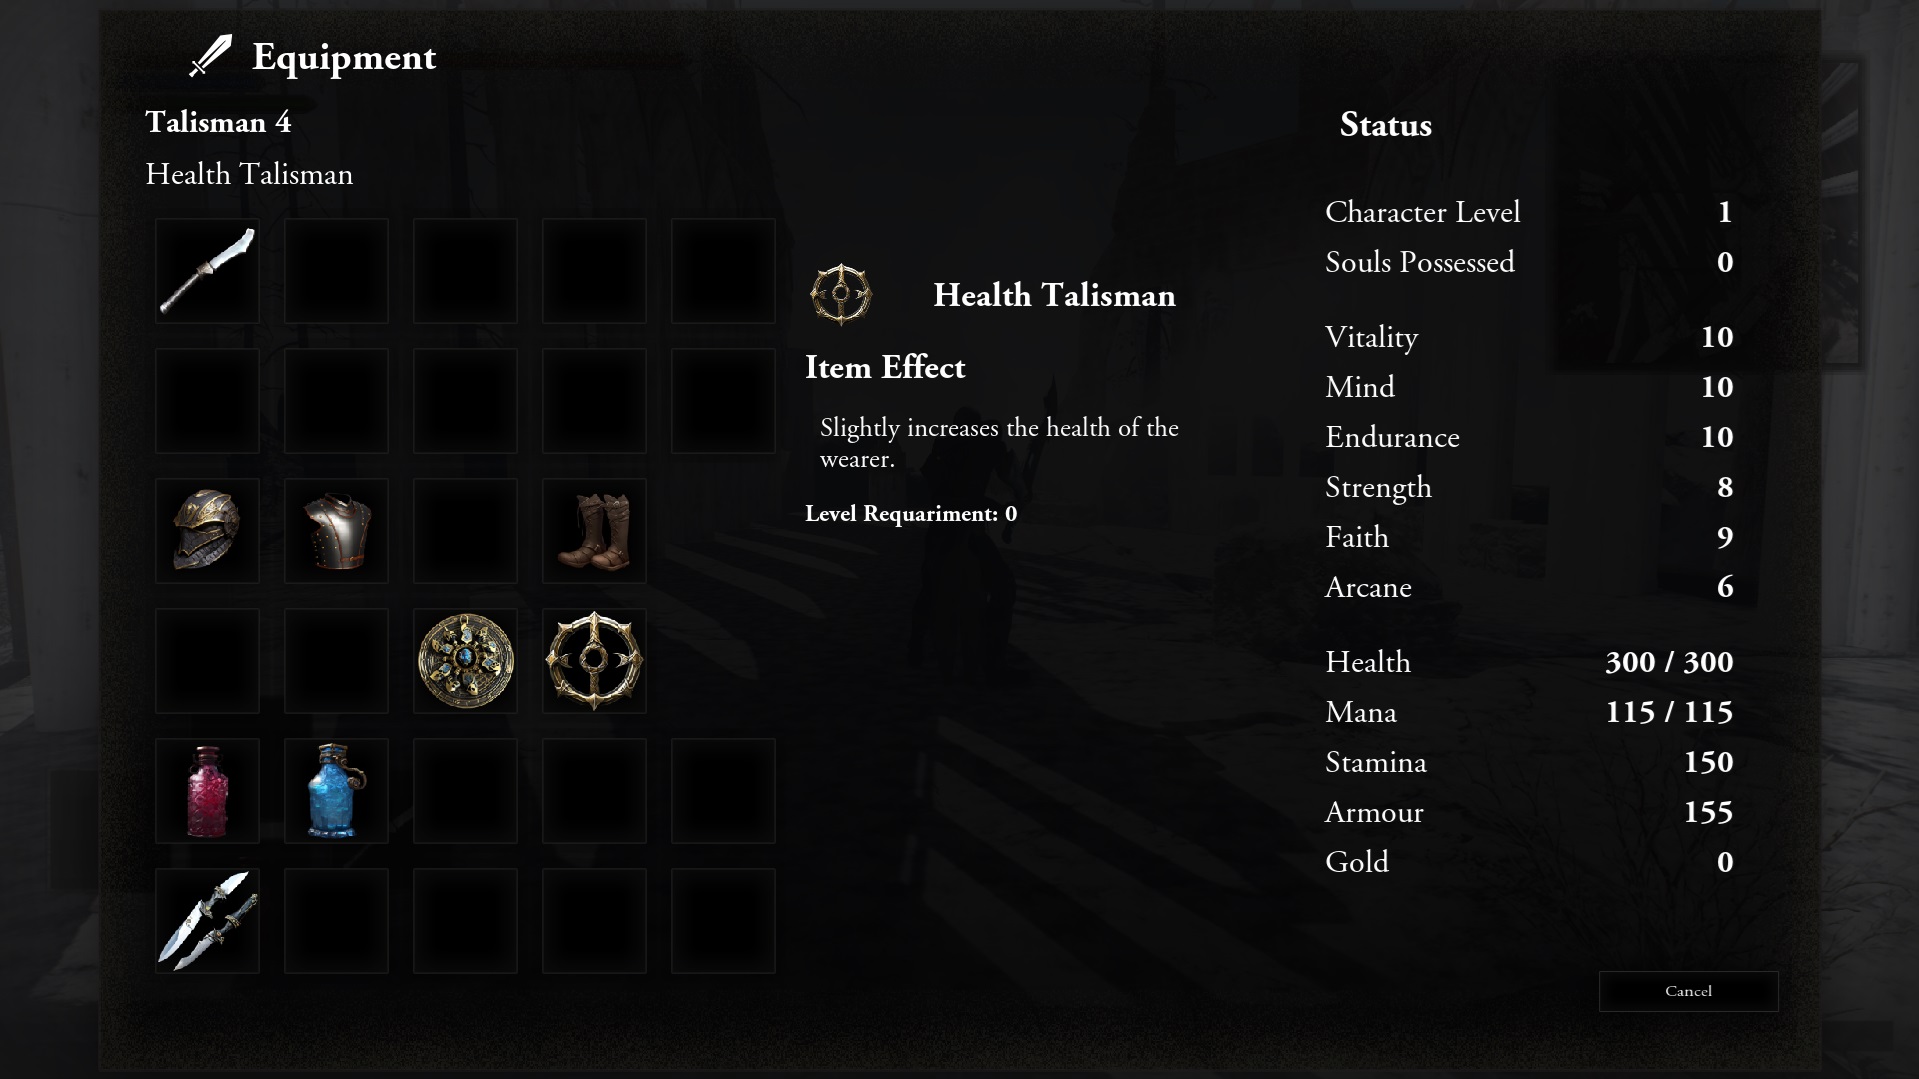 Equipment
Talisman 4
Health Talisman
Health Talisman
Item Effect
Slightly increases the health of the
wearer.
Level Requariment: 0
Status
Character Level 1
Souls Possessed 0
Vitality 10
Mind 10
Endurance 10
Strength 8
Faith 9
Arcane 6
Health 300 / 300
Mana 115 / 115
Stamina 150
Armour 155
Gold 0
Cancel